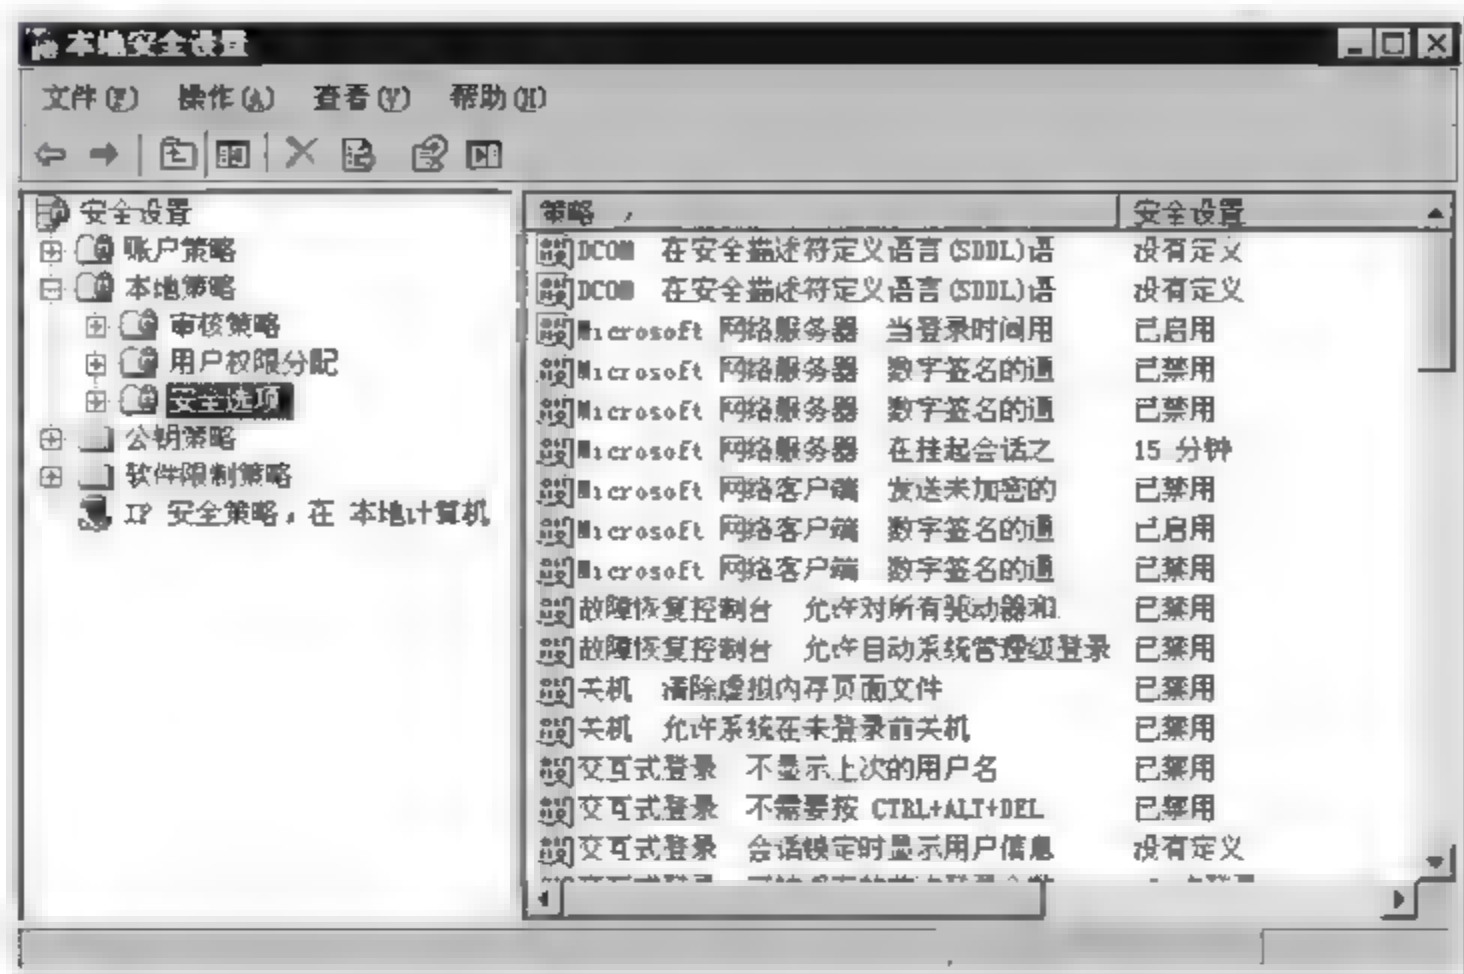 本地安全设置
文件(F) 操作(A) 查看(V) 帮助(H)
安全设置
账户策略
本地策略
审核策略
用户权限分配
安全选项
公钥策略
软件限制策略
IP 安全策略，在 本地计算机
策略 安全设置
DCOM 在安全描述符定义语言(SDDL)语 没有定义
DCOM 在安全描述符定义语言(SDDL)语 没有定义
Microsoft 网络服务器 当登录时间用 已启用
Microsoft 网络服务器 数字签名的通 已禁用
Microsoft 网络服务器 数字签名的通 已禁用
Microsoft 网络服务器 在挂起会话之 15 分钟
Microsoft 网络客户端 发送未加密的 已禁用
Microsoft 网络客户端 数字签名的通 已启用
Microsoft 网络客户端 数字签名的通 已禁用
故障恢复控制台 允许对所有驱动器和 已禁用
故障恢复控制台 允许自动系统管理级登录 已禁用
关机 清除虚拟内存页面文件 已禁用
关机 允许系统在未登录前关机 已禁用
交互式登录 不显示上次的用户名 已禁用
交互式登录 不需要按 CTRL+ALT+DEL 已禁用
交互式登录 会话锁定时显示用户信息 没有定义